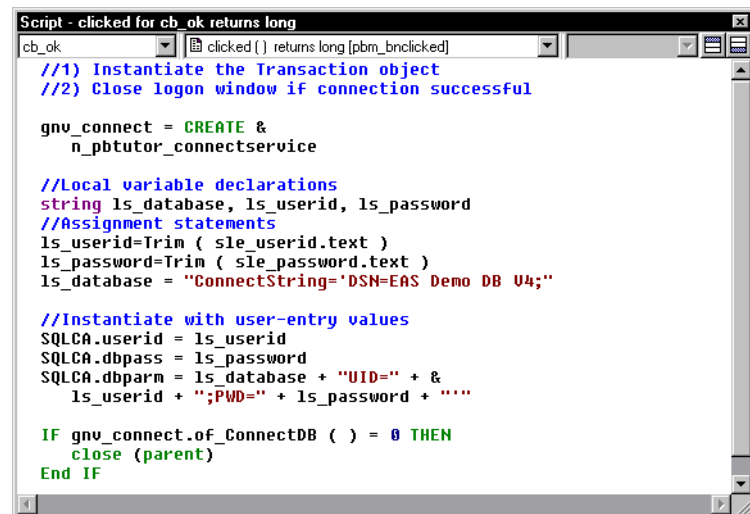 Script - clicked for cb_ok returns long
cb_ok
clicked ( ) returns long [pbm_bnclicked]
//1) Instantiate the Transaction object
//2) Close logon window if connection successful
gnv_connect = CREATE &
n_pbtutor_connectservice
//Local variable declarations
string ls_database, ls_userid, ls_password
//Assignment statements
ls_userid=Trim ( sle_userid.text )
ls_password=Trim ( sle_password.text )
ls_database = "ConnectString='DSN=EAS Demo DB V4;"
//Instantiate with user-entry values
SQLCA.userid = ls_userid
SQLCA.dbpass = ls_password
SQLCA.dbparm = ls_database + "UID=" + &
ls_userid + ";PWD=" + ls_password + "'"
IF gnv_connect.of_ConnectDB ( ) = 0 THEN
close (parent)
End IF